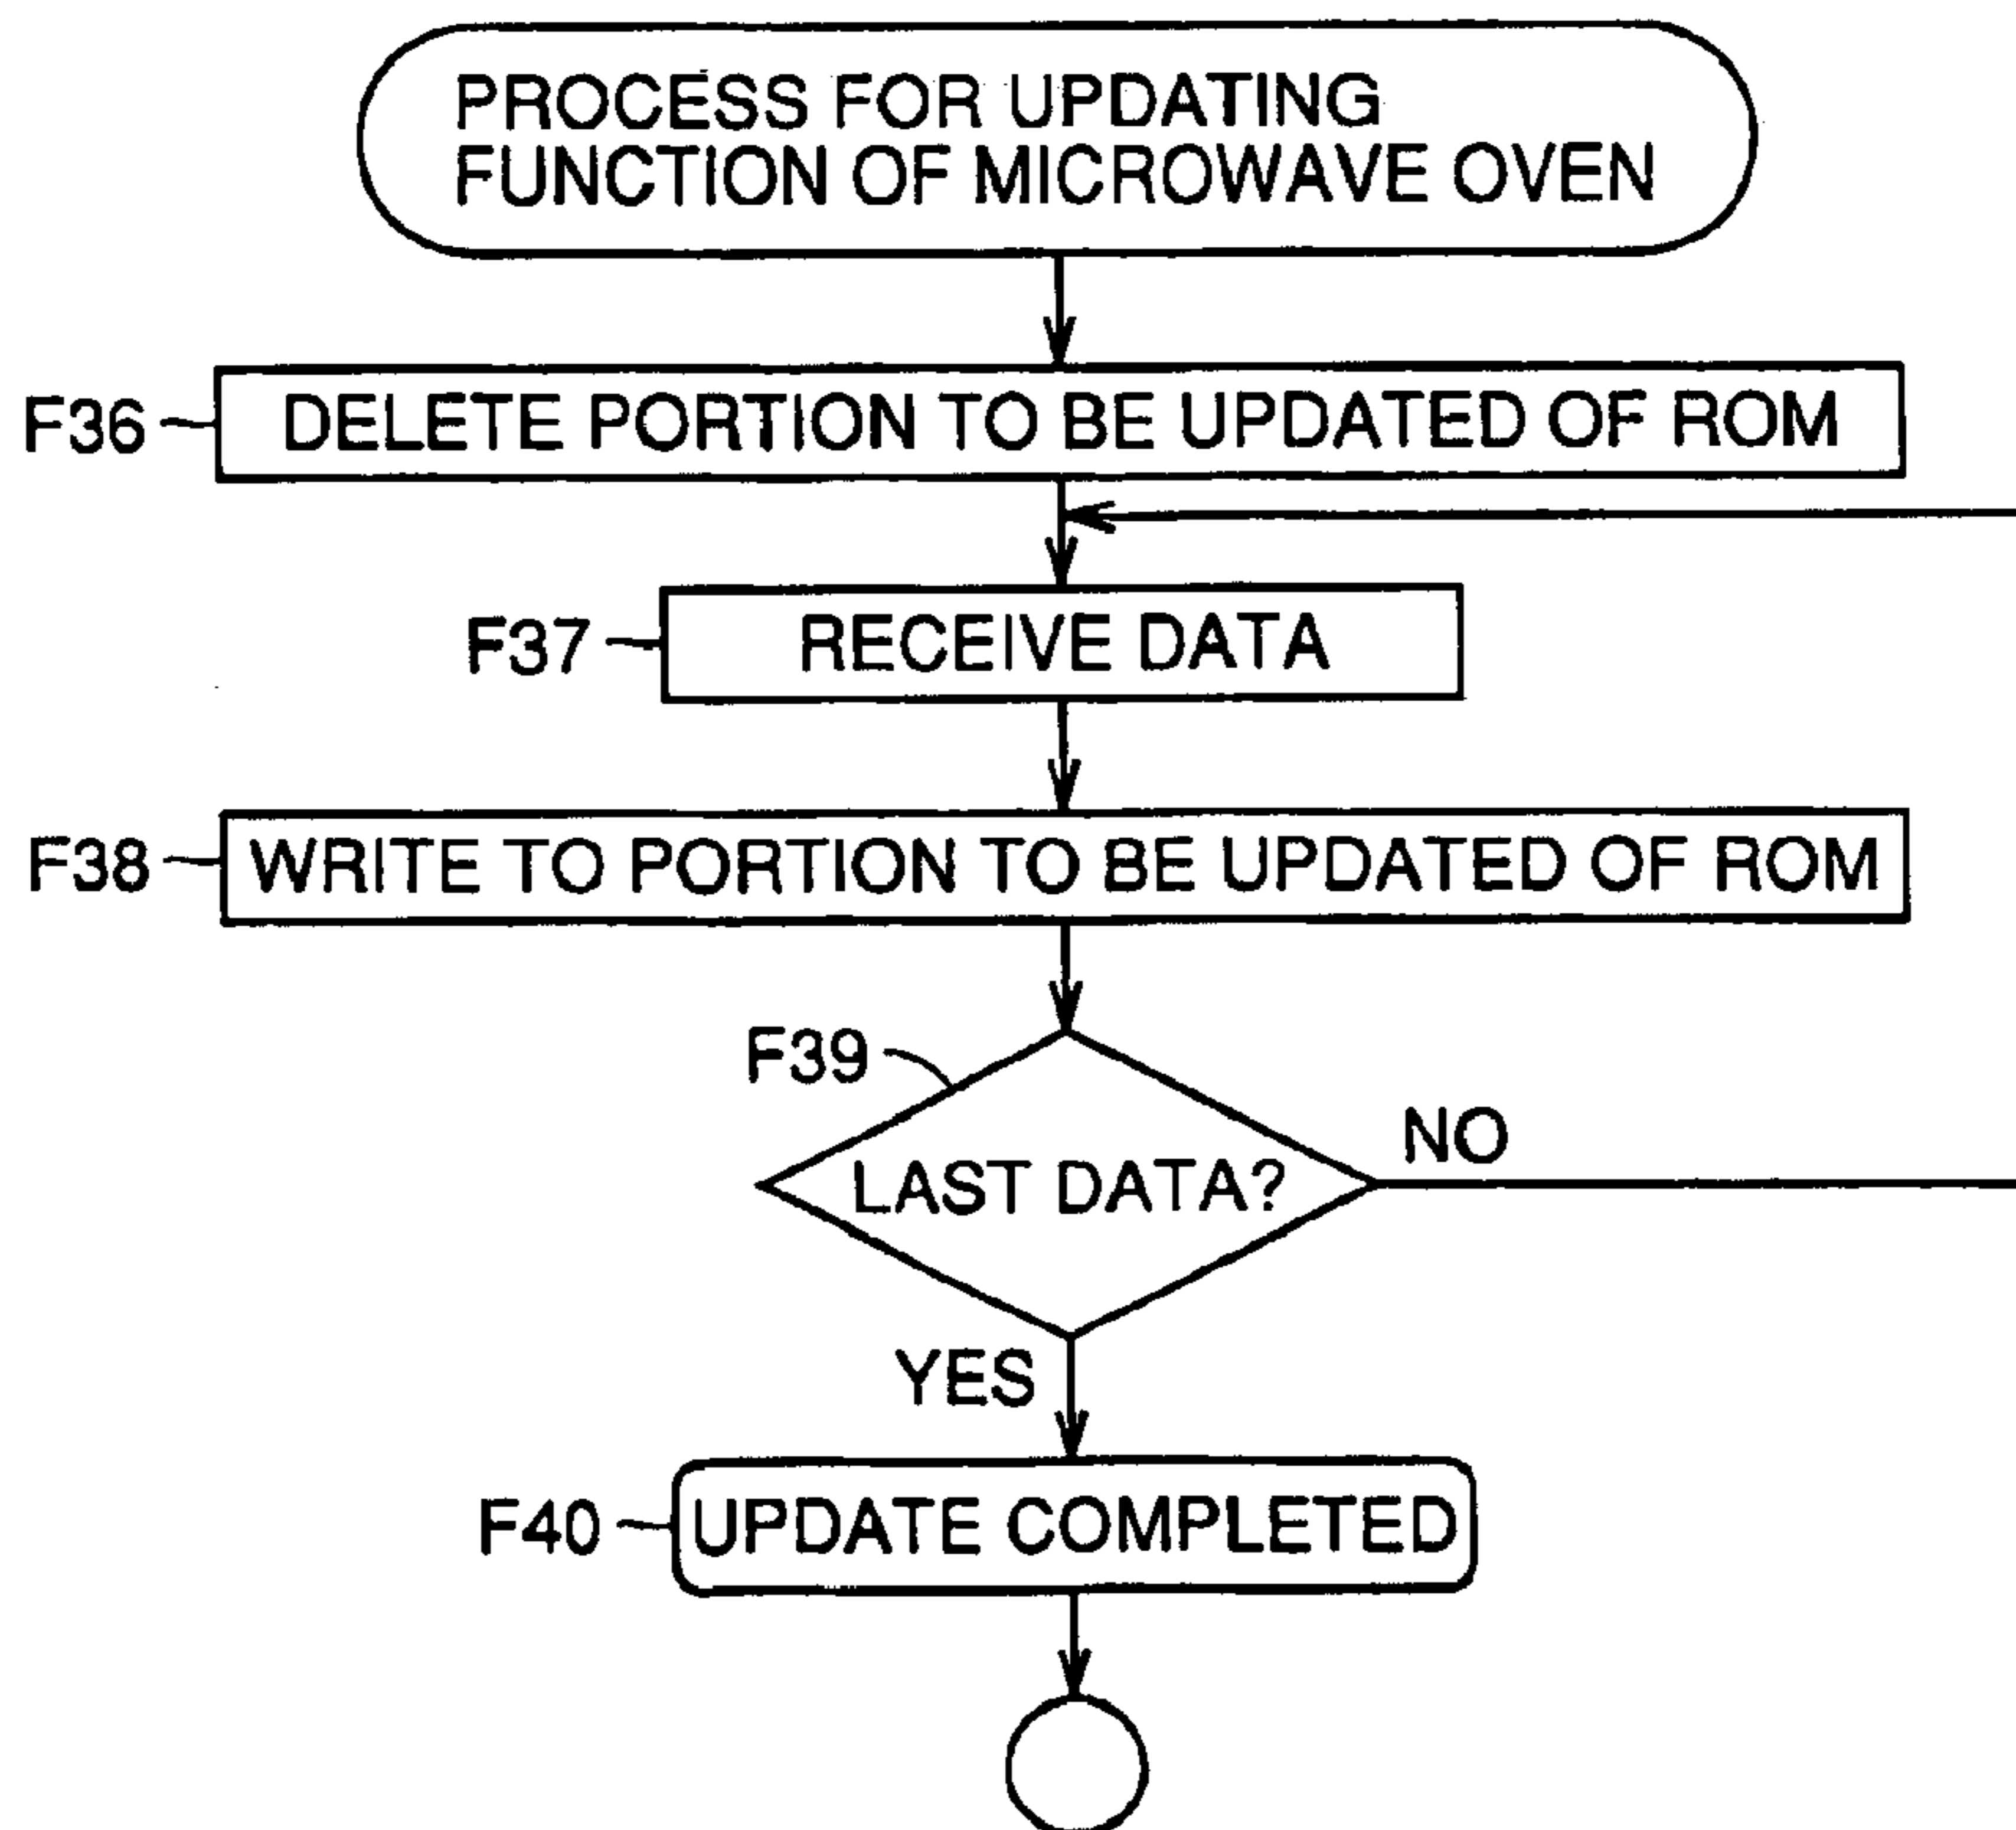 PROCESS FOR UPDATING
FUNCTION OF MICROWAVE OVEN
F36
DELETE PORTION TO BE UPDATED OF ROM
F37
RECEIVE DATA
F38
WRITE TO PORTION TO BE UPDATED OF ROM
F39
LAST DATA?
NO
YES
F40
UPDATE COMPLETED